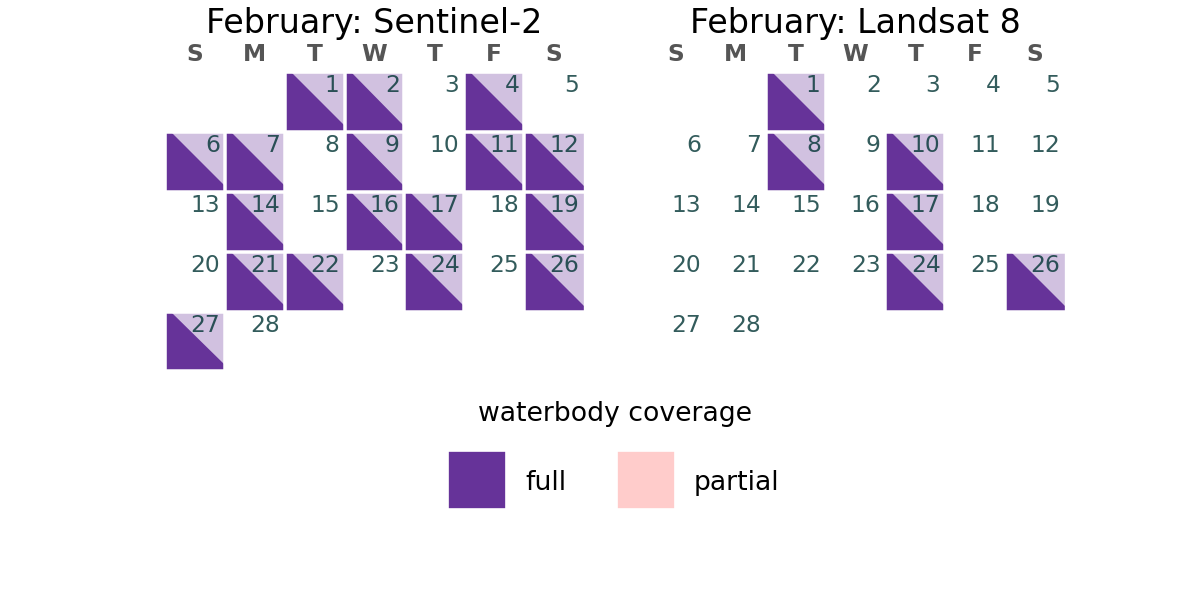 February: Sentinel-2
S M T W T F S
1 2 3 4 5
6 7 8 9 10 11 12
13 14 15 16 17 18 19
20 21 22 23 24 25 26
27 28
February: Landsat 8
S M T W T F S
1 2 3 4 5
6 7 8 9 10 11 12
13 14 15 16 17 18 19
20 21 22 23 24 25 26
27 28
waterbody coverage
full partial